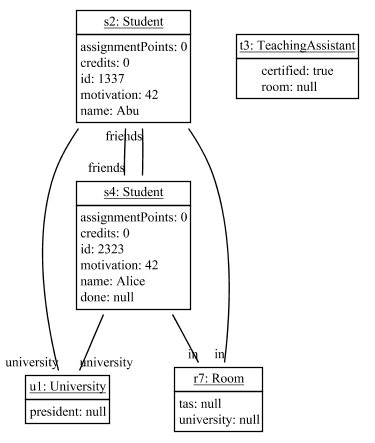 s2: Student
assignmentPoints: 0
credits: 0
id: 1337
motivation: 42
name: Abu
t3: TeachingAssistant
certified: true
room: null
friends
friends
s4: Student
assignmentPoints: 0
credits: 0
id: 2323
motivation: 42
name: Alice
done: null
university
university
in
in
u1: University
president: null
r7: Room
tas: null
university: null